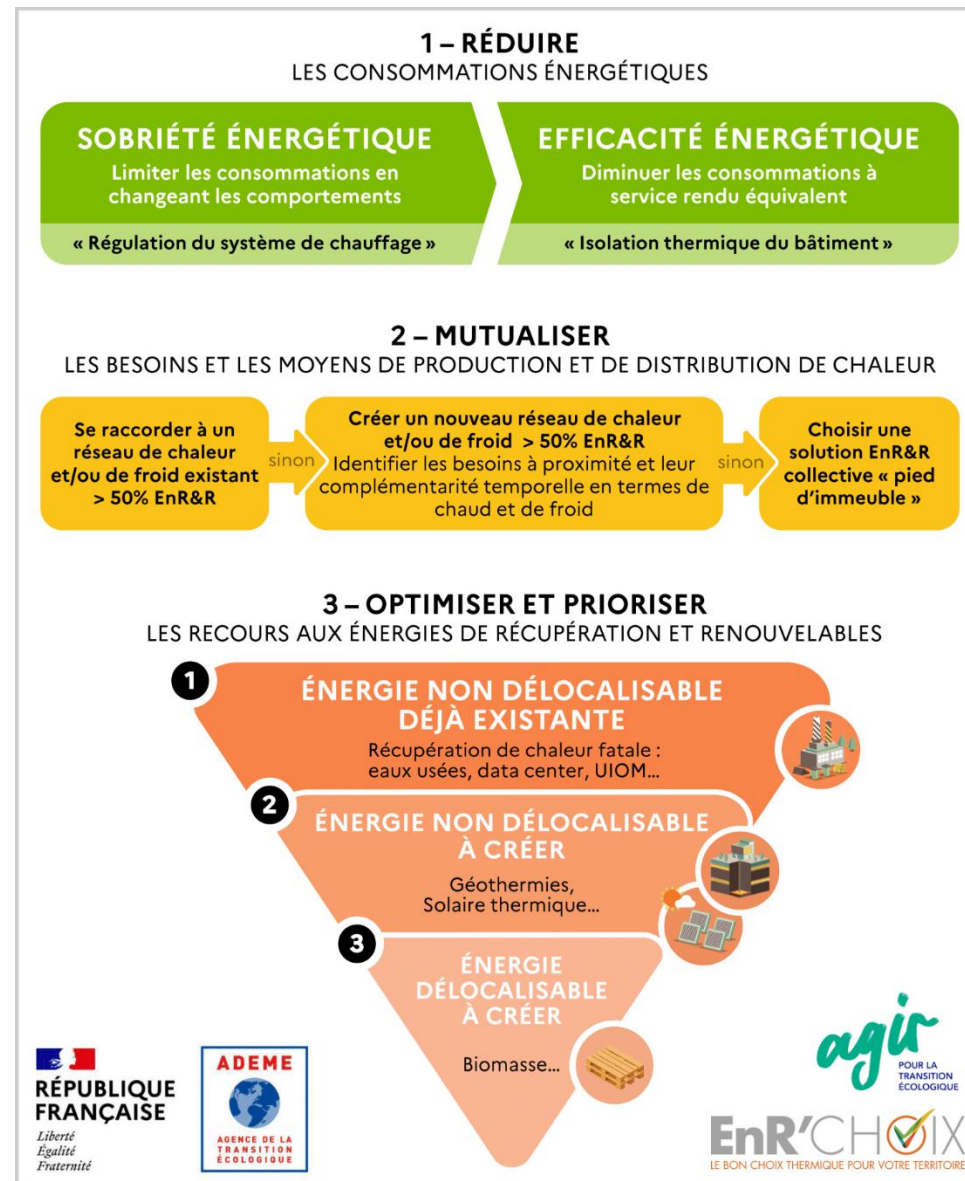 1 – RÉDUIRE
LES CONSOMMATIONS ÉNERGÉTIQUES
SOBRIÉTÉ ÉNERGÉTIQUE
Limiter les consommations en
changeant les comportements
« Régulation du système de chauffage »
EFFICACITÉ ÉNERGÉTIQUE
Diminuer les consommations à
service rendu équivalent
« Isolation thermique du bâtiment »
2 – MUTUALISER
LES BESOINS ET LES MOYENS DE PRODUCTION ET DE DISTRIBUTION DE CHALEUR
Se raccorder à un
réseau de chaleur
et/ou de froid existant
> 50% EnR&R
sinon
Créer un nouveau réseau de chaleur
et/ou de froid > 50% EnR&R
Identifier les besoins à proximité et leur
complémentarité temporelle en termes de
chaud et de froid
sinon
Choisir une
solution EnR&R
collective « pied
d’immeuble »
3 – OPTIMISER ET PRIORISER
LES RECOURS AUX ÉNERGIES DE RÉCUPÉRATION ET RENOUVELABLES
1
ÉNERGIE NON DÉLOCALISABLE
DÉJÀ EXISTANTE
Récupération de chaleur fatale :
eaux usées, data center, UIOM...
2
ÉNERGIE NON DÉLOCALISABLE
À CRÉER
Géothermies,
Solaire thermique...
3
ÉNERGIE
DÉLOCALISABLE
À CRÉER
Biomasse...
RÉPUBLIQUE
FRANÇAISE
Liberté
Égalité
Fraternité
ADEME
AGENCE DE LA
TRANSITION
ÉCOLOGIQUE
agir
POUR LA
TRANSITION
ÉCOLOGIQUE
EnR’CHOIX
LE BON CHOIX THERMIQUE POUR VOTRE TERRITOIRE